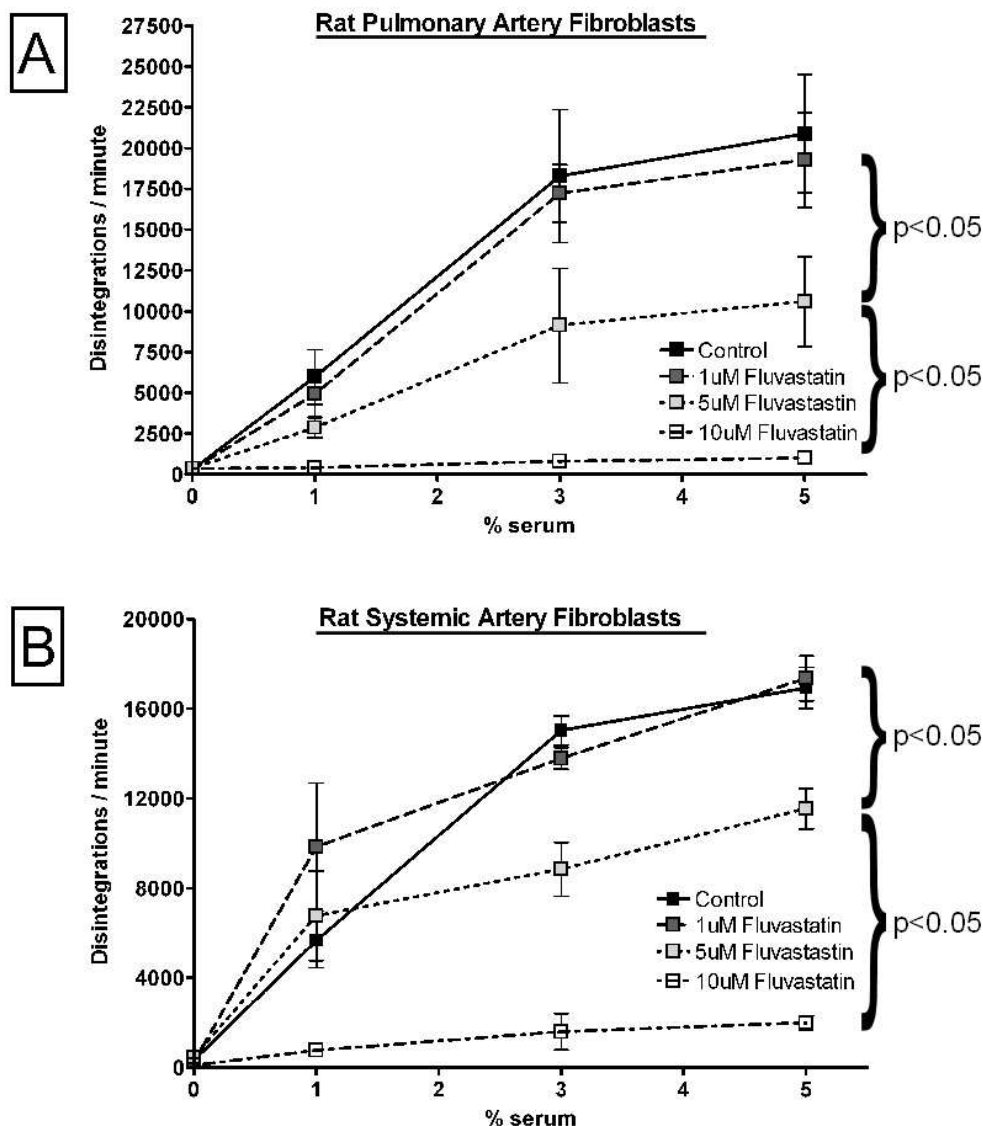 A
Rat Pulmonary Artery Fibroblasts
Disintegrations / minute
27500
25000
22500
20000
17500
15000
12500
10000
7500
5000
2500
0
0 1 2 3 4 5
% serum
Control
1uM Fluvastatin
5uM Fluvastastin
10uM Fluvastatin
p<0.05
p<0.05
B
Rat Systemic Artery Fibroblasts
Disintegrations / minute
20000
16000
12000
8000
4000
0
0 1 2 3 4 5
% serum
Control
1uM Fluvastatin
5uM Fluvastastin
10uM Fluvastatin
p<0.05
p<0.05